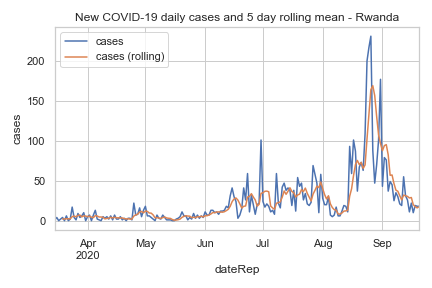 New COVID-19 daily cases and 5 day rolling mean - Rwanda
cases
cases (rolling)
200
150
100
50
0
cases
Apr
2020
May
Jun
Jul
Aug
Sep
dateRep